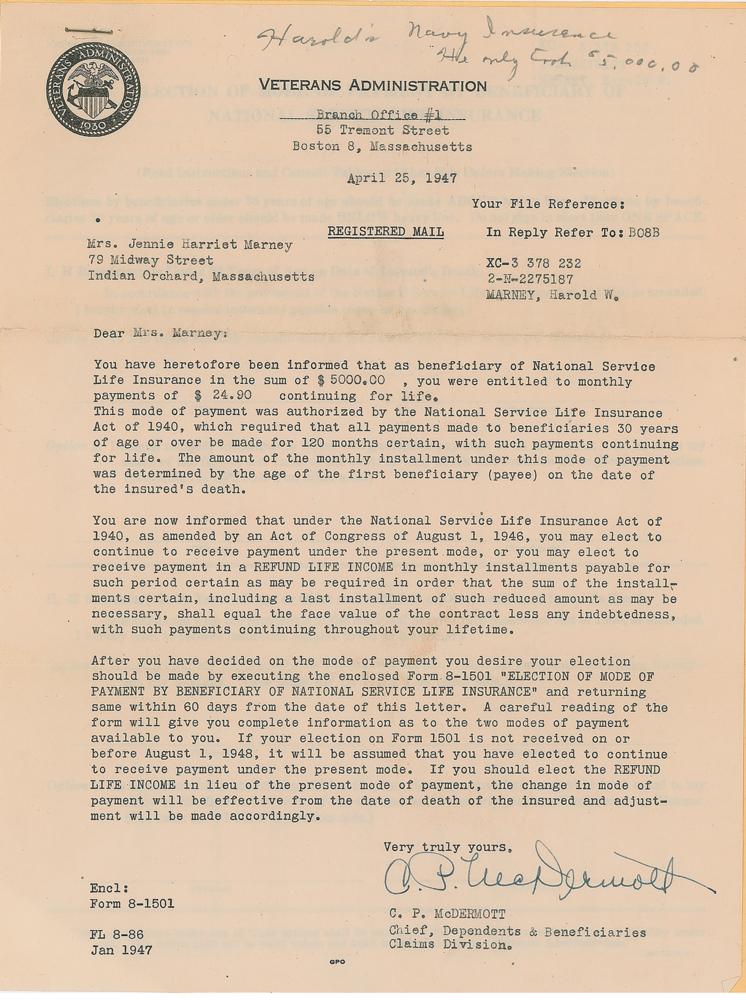 Harold's Navy Insurance
He only took $5,000.00
VETERANS ADMINISTRATION
1930
VETERANS ADMINISTRATION
Branch Office #1
55 Tremont Street
Boston 8, Massachusetts
April 25, 1947
Your File Reference:
REGISTERED MAIL
In Reply Refer To: BO8B
Mrs. Jennie Harriet Marney
79 Midway Street
Indian Orchard, Massachusetts
XC-3 378 232
2-N-2275187
MARNEY, Harold W.
Dear Mrs. Marney:
You have heretofore been informed that as beneficiary of National Service
Life Insurance in the sum of $ 5000.00 , you were entitled to monthly
payments of $ 24.90 continuing for life.
This mode of payment was authorized by the National Service Life Insurance
Act of 1940, which required that all payments made to beneficiaries 30 years
of age or over be made for 120 months certain, with such payments continuing
for life. The amount of the monthly installment under this mode of payment
was determined by the age of the first beneficiary (payee) on the date of
the insured's death.
You are now informed that under the National Service Life Insurance Act of
1940, as amended by an Act of Congress of August 1, 1946, you may elect to
continue to receive payment under the present mode, or you may elect to
receive payment in a REFUND LIFE INCOME in monthly installments payable for
such period certain as may be required in order that the sum of the install-
ments certain, including a last installment of such reduced amount as may be
necessary, shall equal the face value of the contract less any indebtedness,
with such payments continuing throughout your lifetime.
After you have decided on the mode of payment you desire your election
should be made by executing the enclosed Form 8-1501 "ELECTION OF MODE OF
PAYMENT BY BENEFICIARY OF NATIONAL SERVICE LIFE INSURANCE" and returning
same within 60 days from the date of this letter. A careful reading of the
form will give you complete information as to the two modes of payment
available to you. If your election on Form 1501 is not received on or
before August 1, 1948, it will be assumed that you have elected to continue
to receive payment under the present mode. If you should elect the REFUND
LIFE INCOME in lieu of the present mode of payment, the change in mode of
payment will be effective from the date of death of the insured and adjust-
ment will be made accordingly.
Very truly yours,
C. P. McDermott
Encl:
Form 8-1501
C. P. McDERMOTT
Chief, Dependents & Beneficiaries
Claims Division.
FL 8-86
Jan 1947
GPO